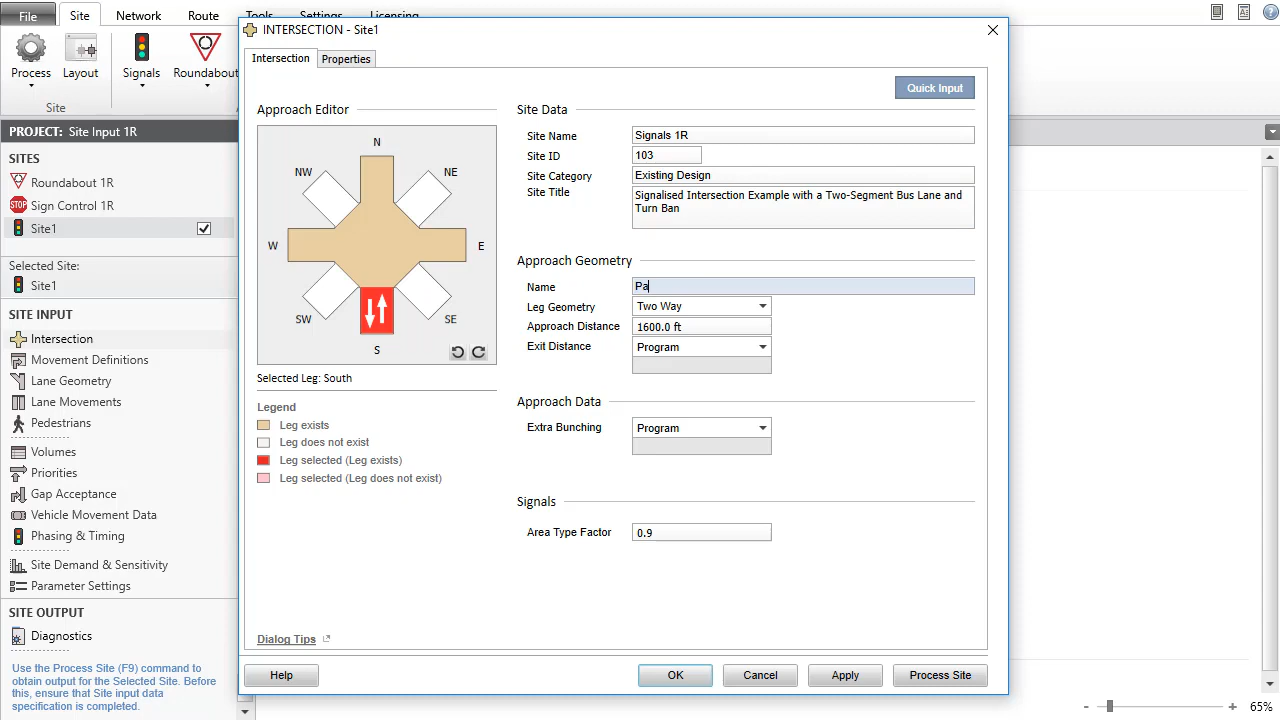 File
Site
Network
Route
Tools
Settings
Licensing
Process
Layout
Signals
Roundabout
Site
PROJECT: Site Input 1R
SITES
Roundabout 1R
STOP
Sign Control 1R
Site1
Selected Site:
Site1
SITE INPUT
Intersection
Movement Definitions
Lane Geometry
Lane Movements
Pedestrians
Volumes
Priorities
Gap Acceptance
Vehicle Movement Data
Phasing & Timing
Site Demand & Sensitivity
Parameter Settings
SITE OUTPUT
Diagnostics
Use the Process Site (F9) command to
obtain output for the Selected Site. Before
this, ensure that Site input data
specification is completed.
INTERSECTION - Site1
Intersection
Properties
Quick Input
Approach Editor
N
NW
NE
W
E
SW
SE
S
Selected Leg: South
Legend
Leg exists
Leg does not exist
Leg selected (Leg exists)
Leg selected (Leg does not exist)
Site Data
Site Name
Signals 1R
Site ID
103
Site Category
Existing Design
Site Title
Signalised Intersection Example with a Two-Segment Bus Lane and
Turn Ban
Approach Geometry
Name
Pa
Leg Geometry
Two Way
Approach Distance
1600.0 ft
Exit Distance
Program
Approach Data
Extra Bunching
Program
Signals
Area Type Factor
0.9
Dialog Tips
Help
OK
Cancel
Apply
Process Site
- + 65%